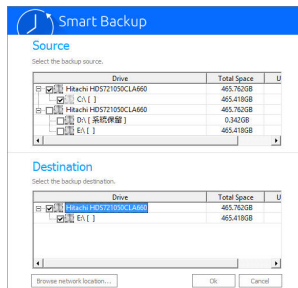 Smart Backup
Source
Select the backup source.
Drive Total Space U
Hitachi HDS721050CLA660 465.762GB
C:\ [ ] 465.418GB
Hitachi HDS721050CLA660 465.762GB
D:\ [ 系統保留 ] 0.342GB
E:\ [ ] 465.418GB
Destination
Select the backup destination.
Drive Total Space U
Hitachi HDS721050CLA660 465.762GB
E:\ [ ] 465.418GB
Browse network location... Ok Cancel